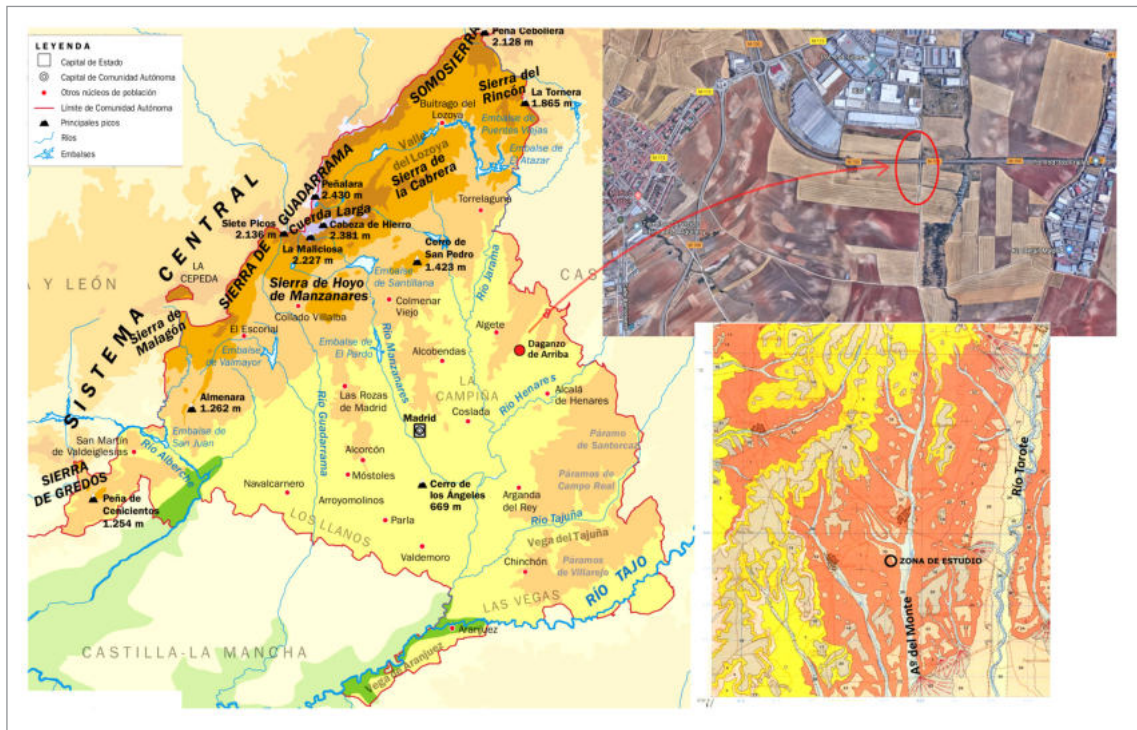 LEYENDA
Capital de Estado
Capital de Comunidad Autónoma
Otros núcleos de población
Límite de Comunidad Autónoma
Principales picos
Ríos
Embalses
Peña Cebollera
2.128 m
SOMOSIERRA
Sierra del
Rincón
La Tornera
1.865 m
Buitrago del
Lozoya
Embalse de
Puentes Viejas
Embalse de
El Atazar
Valle
del Lozoya
Sierra de
la Cabrera
SISTEMA CENTRAL
SIERRA DE GUADARRAMA
Peñalara
2.430 m
Cuerda Larga
Siete Picos
2.136 m
Cabeza de Hierro
2.381 m
La Maliciosa
2.227 m
Torrelaguna
Cerro de
San Pedro
1.423 m
Río Jarama
CAS
A Y LEÓN
LA
CEPEDA
Sierra de
Malagón
Sierra de Hoyo
de Manzanares
Embalse
de Santillana
Collado Villalba
Colmenar
Viejo
Algete
El Escorial
Embalse
de Valmayor
Embalse de
El Pardo
Río Manzanares
Alcobendas
Daganzo
de Arriba
Almenara
1.262 m
Las Rozas
de Madrid
LA
CAMPIÑA
Río Henares
Alcalá
de Henares
Embalse de
San Juan
Río Guadarrama
Madrid
Coslada
San Martín
de Valdeiglesias
Río Alberche
Alcorcón
Páramo
de Santorcaz
SIERRA
DE GREDOS
Móstoles
Páramos de
Campo Real
Navalcarnero
Arroyomolinos
Cerro de
los Ángeles
669 m
Arganda
del Rey
Peña de
Cenicientos
1.254 m
LOS LLANOS
Parla
Río Tajuña
Vega del Tajuña
Valdemoro
Chinchón
Páramos
de Villarejo
LAS VEGAS
RÍO TAJO
Aranjuez
CASTILLA-LA MANCHA
Vega de Aranjuez
M-113
M-113
M-113
Río Torote
ZONA DE ESTUDIO
Aº del Monte